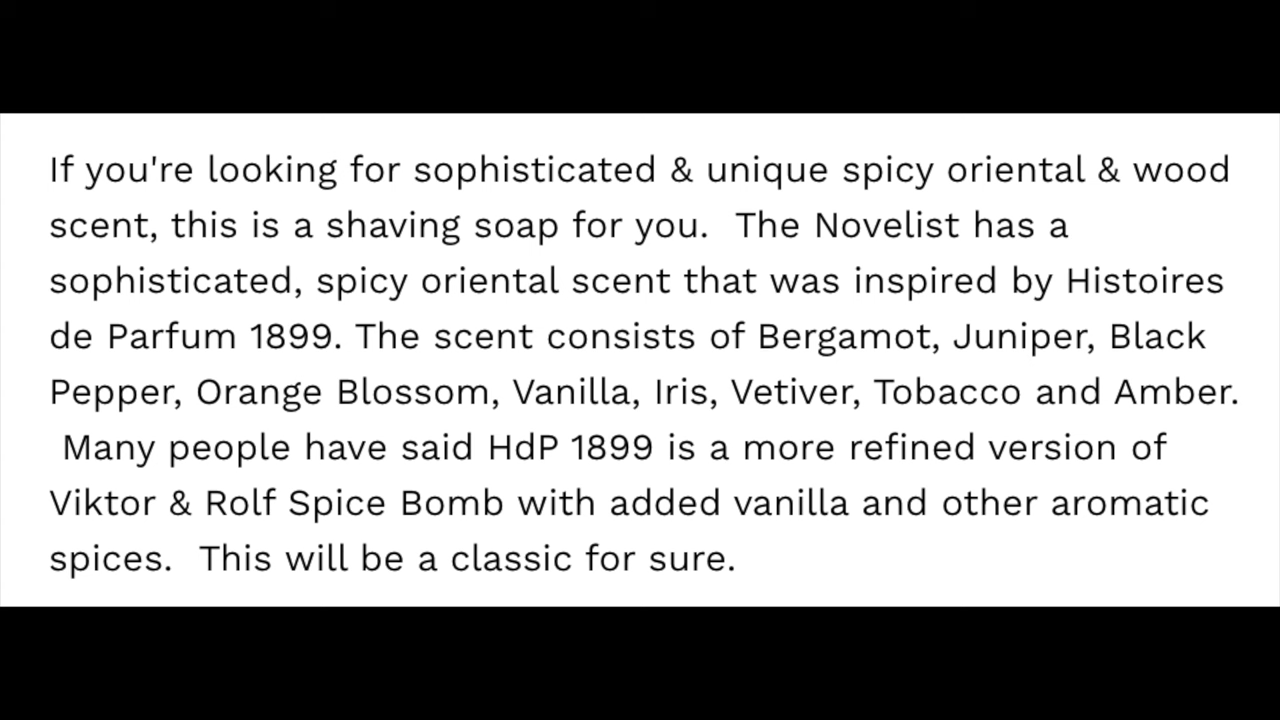 If you're looking for sophisticated & unique spicy oriental & wood
scent, this is a shaving soap for you.  The Novelist has a
sophisticated, spicy oriental scent that was inspired by Histoires
de Parfum 1899. The scent consists of Bergamot, Juniper, Black
Pepper, Orange Blossom, Vanilla, Iris, Vetiver, Tobacco and Amber.
Many people have said HdP 1899 is a more refined version of
Viktor & Rolf Spice Bomb with added vanilla and other aromatic
spices.  This will be a classic for sure.